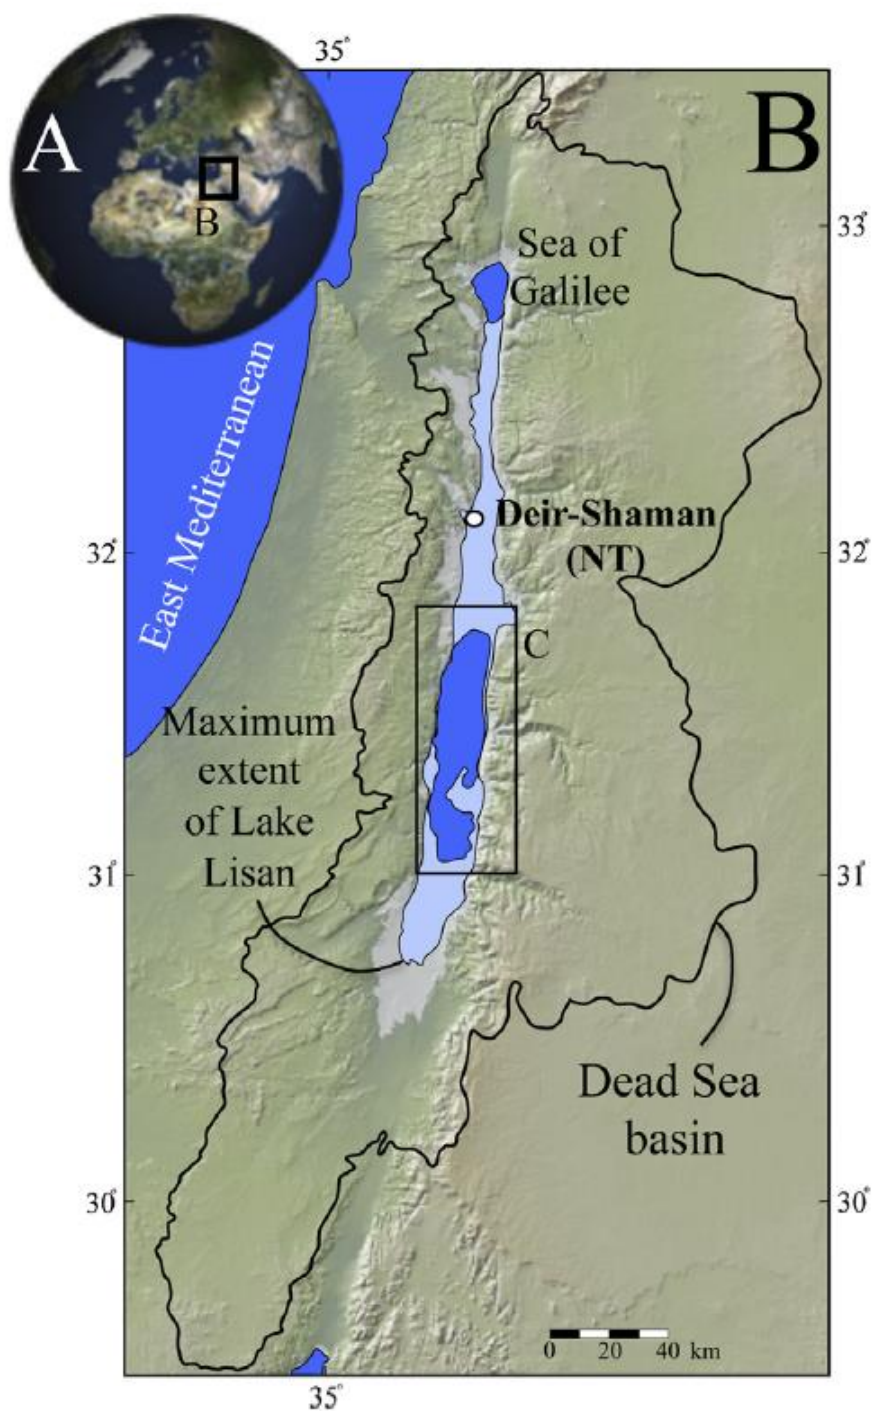 35°
A
B
B
33°
Sea of
Galilee
East Mediterranean
Deir-Shaman
(NT)
32°
32°
C
Maximum
extent
of Lake
Lisan
31°
31°
Dead Sea
basin
30°
30°
0 20 40 km
35°